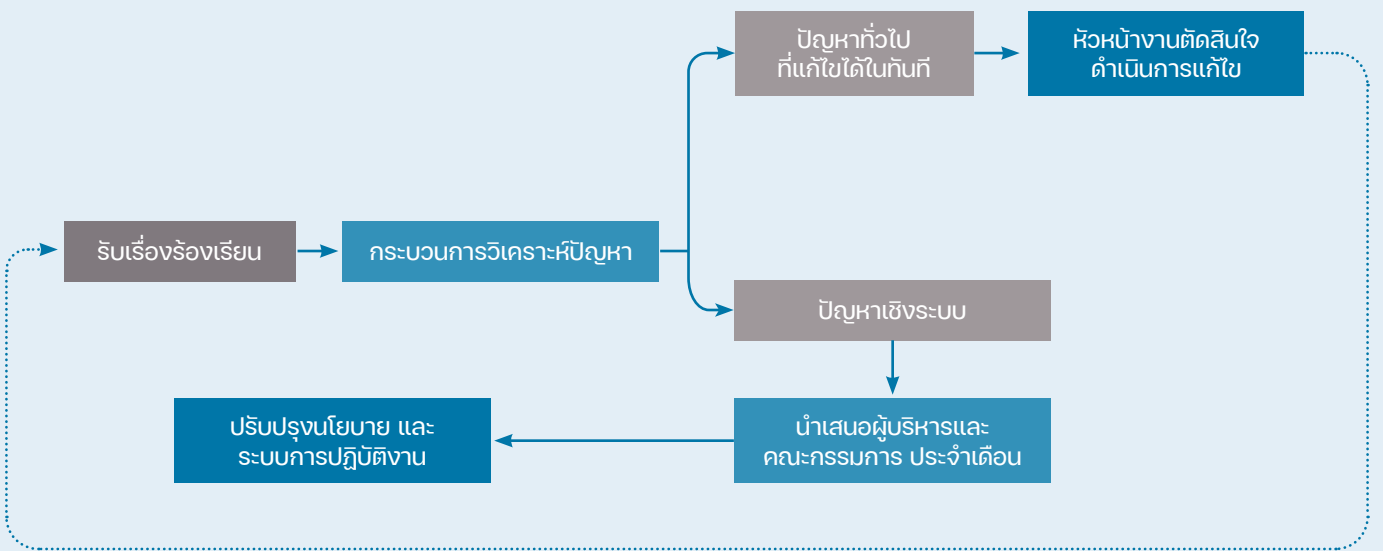 ปัญหาทั่วไป
ที่แก้ไขได้ในทันที
หัวหน้างานตัดสินใจ
ดำเนินการแก้ไข
รับเรื่องร้องเรียน
กระบวนการวิเคราะห์ปัญหา
ปัญหาเชิงระบบ
นำเสนอผู้บริหารและ
คณะกรรมการ ประจำเดือน
ปรับปรุงนโยบาย และ
ระบบการปฏิบัติงาน